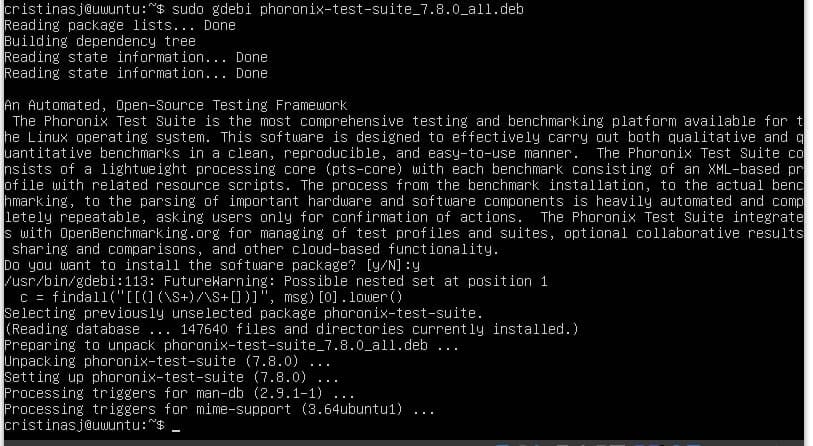 cristinasj@uwuntu:~$ sudo gdebi phoronix-test-suite_7.8.0_all.deb
Reading package lists... Done
Building dependency tree
Reading state information... Done
Reading state information... Done
An Automated, Open-Source Testing Framework
 The Phoronix Test Suite is the most comprehensive testing and benchmarking platform available for t
he Linux operating system. This software is designed to effectively carry out both qualitative and q
uantitative benchmarks in a clean, reproducible, and easy-to-use manner.  The Phoronix Test Suite co
nsists of a lightweight processing core (pts-core) with each benchmark consisting of an XML-based pr
ofile with related resource scripts. The process from the benchmark installation, to the actual benc
hmarking, to the parsing of important hardware and software components is heavily automated and comp
letely repeatable, asking users only for confirmation of actions.  The Phoronix Test Suite integrate
s with OpenBenchmarking.org for managing of test profiles and suites, optional collaborative results
 sharing and comparisons, and other cloud-based functionality.
Do you want to install the software package? [y/N]:y
/usr/bin/gdebi:113: FutureWarning: Possible nested set at position 1
  c = findall("[[(](\S+)/\S+[])]", msg)[0].lower()
Selecting previously unselected package phoronix-test-suite.
(Reading database ... 147640 files and directories currently installed.)
Preparing to unpack phoronix-test-suite_7.8.0_all.deb ...
Unpacking phoronix-test-suite (7.8.0) ...
Setting up phoronix-test-suite (7.8.0) ...
Processing triggers for man-db (2.9.1-1) ...
Processing triggers for mime-support (3.64ubuntu1) ...
cristinasj@uwuntu:~$ _